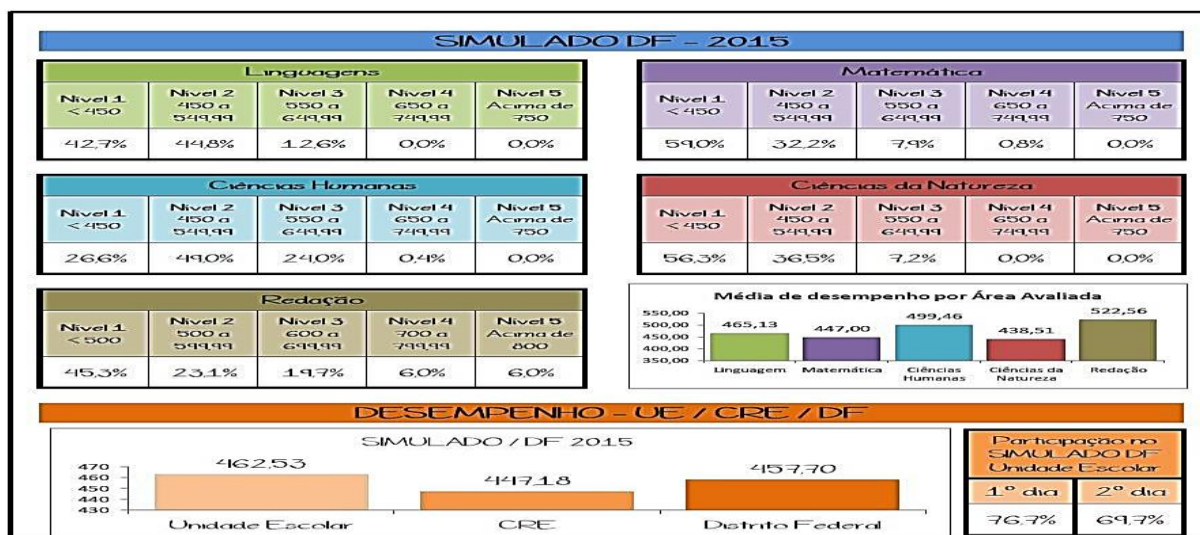 SIMULADO DF - 2015
Linguagens
Nível 1 < 450
Nível 2 450 a 549,99
Nível 3 550 a 649,99
Nível 4 650 a 749,99
Nível 5 Acima de 750
42,7% 44,8% 12,6% 0,0% 0,0%
Matemática
Nível 1 < 450
Nível 2 450 a 549,99
Nível 3 550 a 649,99
Nível 4 650 a 749,99
Nível 5 Acima de 750
59,0% 32,2% 7,9% 0,8% 0,0%
Ciências Humanas
Nível 1 < 450
Nível 2 450 a 549,99
Nível 3 550 a 649,99
Nível 4 650 a 749,99
Nível 5 Acima de 750
26,6% 49,0% 24,0% 0,4% 0,0%
Ciências da Natureza
Nível 1 < 450
Nível 2 450 a 549,99
Nível 3 550 a 649,99
Nível 4 650 a 749,99
Nível 5 Acima de 750
56,3% 36,5% 7,2% 0,0% 0,0%
Redação
Nível 1 < 500
Nível 2 500 a 599,99
Nível 3 600 a 699,99
Nível 4 700 a 799,99
Nível 5 Acima de 800
45,3% 23,1% 19,7% 6,0% 6,0%
Média de desempenho por Área Avaliada
550,00
500,00
450,00
400,00
350,00
465,13 447,00 499,46 438,51 522,56
Linguagem Matemática Ciências Humanas Ciências da Natureza Redação
DESEMPENHO - UE / CRE / DF
SIMULADO / DF 2015
470
460
450
440
430
462,53 447,18 457,70
Unidade Escolar CRE Distrito Federal
Participação no
SIMULADO DF
Unidade Escolar
1º dia 2º dia
76,7% 69,7%